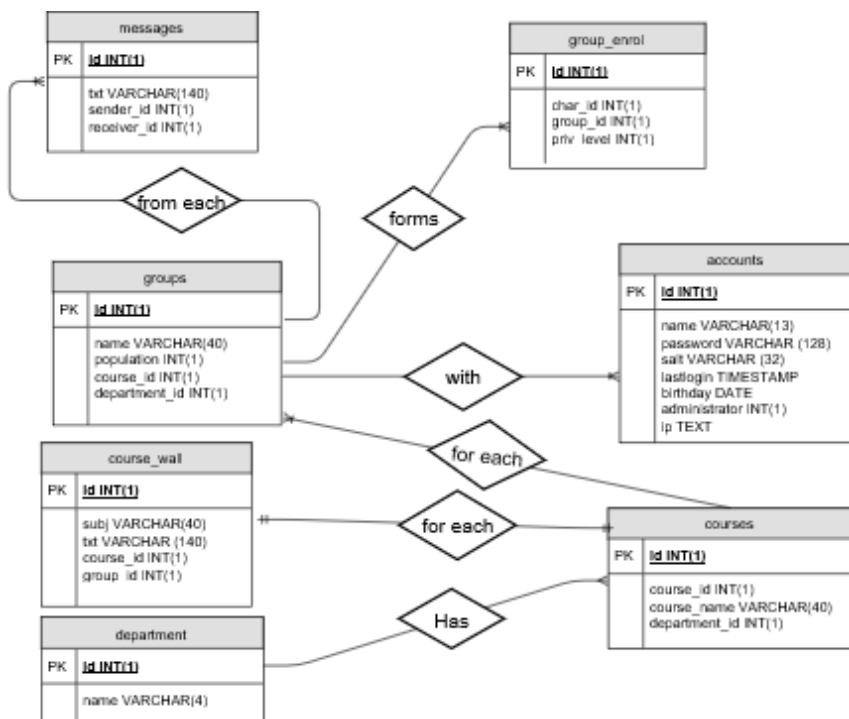 messages
PK Id INT(1)
txt VARCHAR(140)
sender_id INT(1)
receiver_id INT(1)
group_enrol
PK Id INT(1)
char_id INT(1)
group_id INT(1)
priv_level INT(1)
from each
forms
groups
PK Id INT(1)
name VARCHAR(40)
population INT(1)
course_id INT(1)
department_id INT(1)
accounts
PK Id INT(1)
name VARCHAR(13)
password VARCHAR (128)
salt VARCHAR (32)
lastlogin TIMESTAMP
birthday DATE
administrator INT(1)
ip TEXT
with
for each
course_wall
PK Id INT(1)
subj VARCHAR(40)
txt VARCHAR (140)
course_id INT(1)
group_id INT(1)
for each
courses
PK Id INT(1)
course_id INT(1)
course_name VARCHAR(40)
department_id INT(1)
Has
department
PK Id INT(1)
name VARCHAR(4)